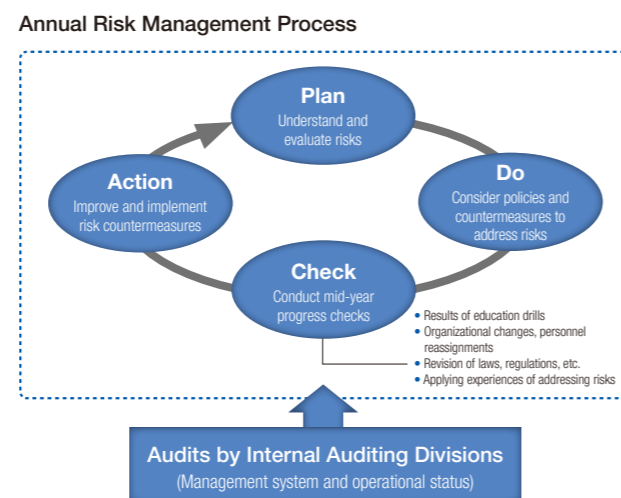 Annual Risk Management Process
Plan
Understand and
evaluate risks
Action
Improve and implement
risk countermeasures
Do
Consider policies and
countermeasures to
address risks
Check
Conduct mid-year
progress checks
• Results of education drills
• Organizational changes, personnel
reassignments
• Revision of laws, regulations, etc.
• Applying experiences of addressing risks
Audits by Internal Auditing Divisions
(Management system and operational status)